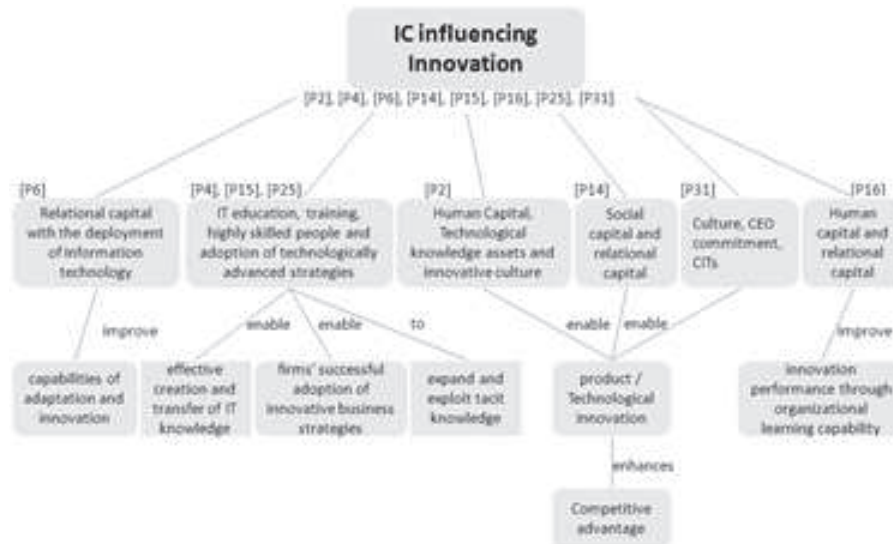 IC influencing
Innovation
[P2], [P4], [P6], [P14], [P15], [P16], [P25], [P31]
[P6]
Relational capital
with the deployment
of information
technology
[P4], [P15], [P25]
IT education, training,
highly skilled people and
adoption of technologically
advanced strategies
[P2]
Human Capital,
Technological
knowledge assets and
innovative culture
[P14]
Social
capital and
relational
capital
[P31]
Culture, CEO
commitment,
CITs
[P16]
Human
capital and
relational
capital
improve
enable
enable
to
enable
enable
improve
capabilities of
adaptation and
innovation
effective
creation and
transfer of IT
knowledge
firms' successful
adoption of
innovative business
strategies
expand and
exploit tacit
knowledge
product /
Technological
innovation
innovation
performance through
organizational
learning capability
enhances
Competitive
advantage